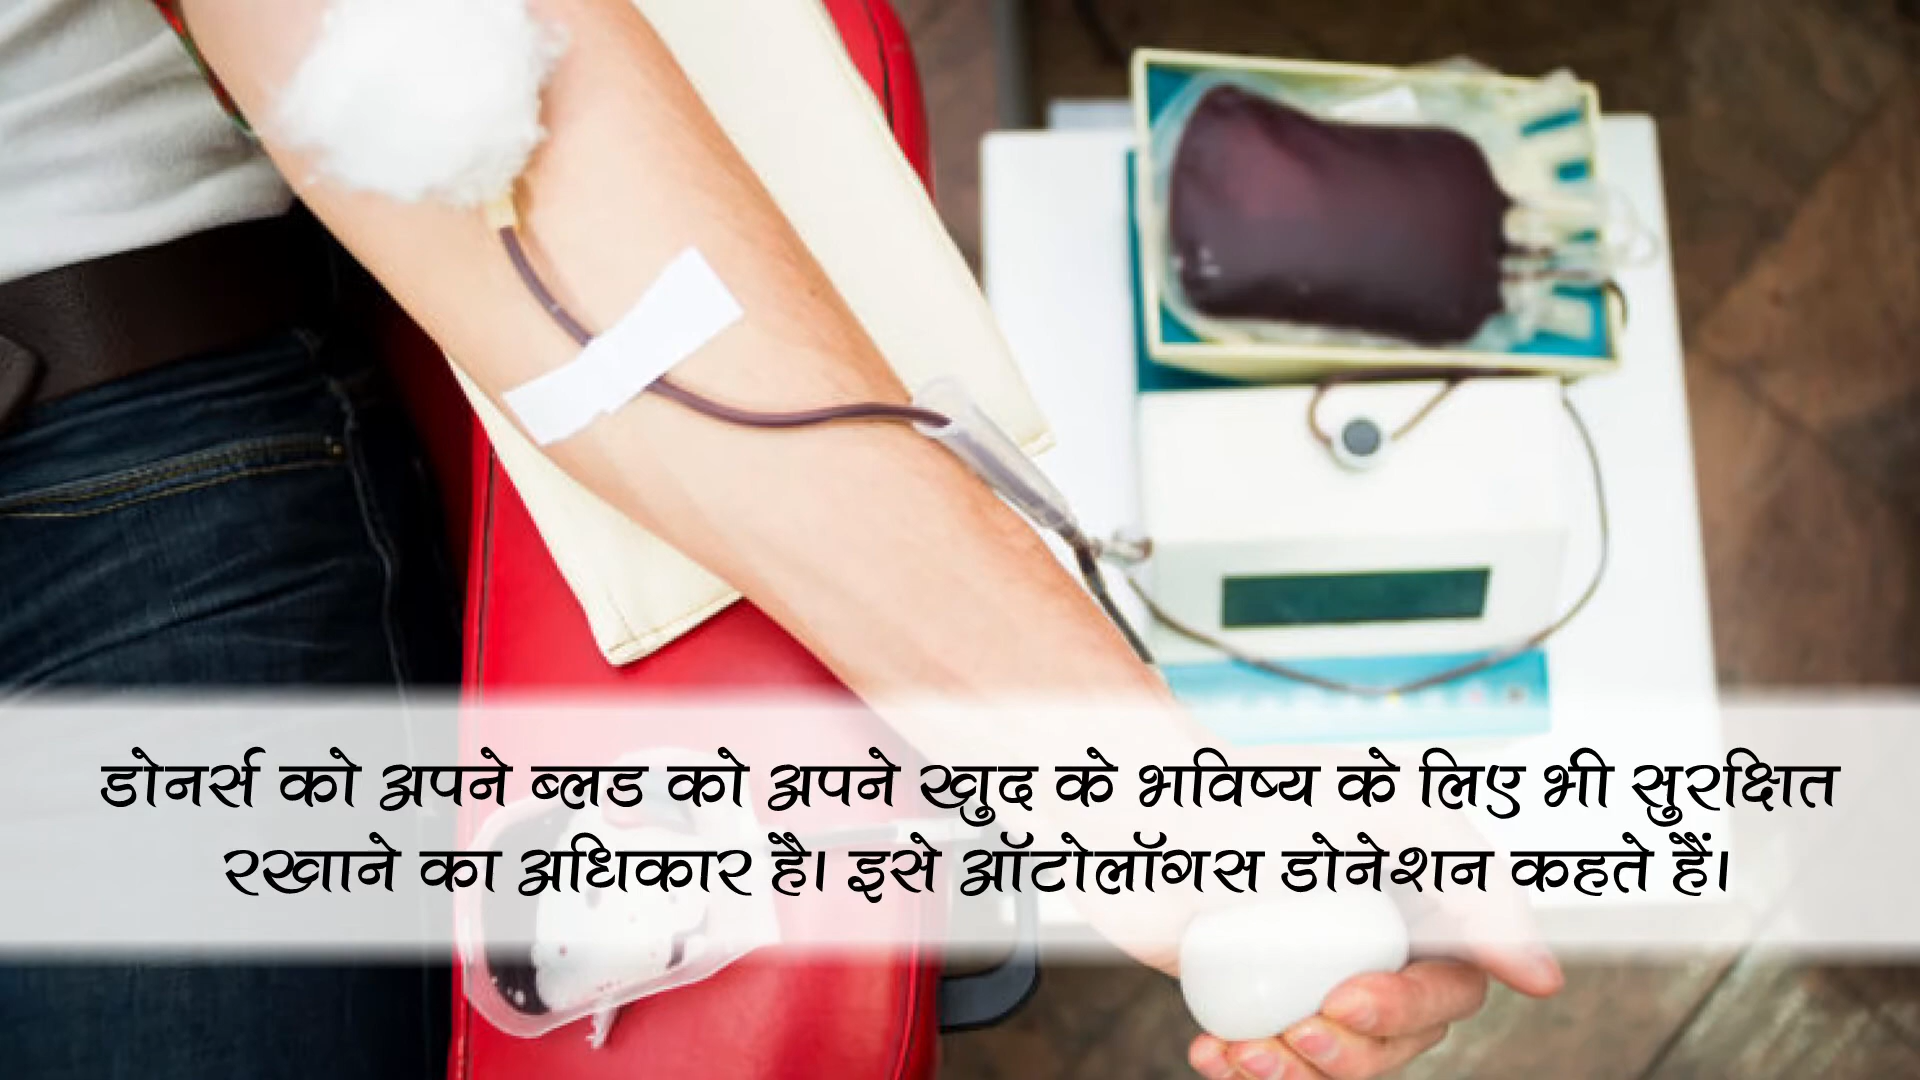 डोनर्स को अपने ब्लड को अपने खुद के भविष्य के लिए भी सुरक्षित
रखाने का अधिकार है। इसे ऑटोलॉगस डोनेशन कहते हैं।